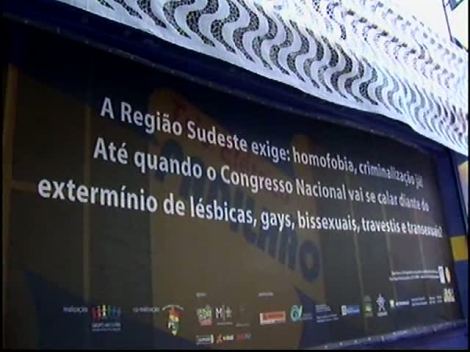 A Região Sudeste exige: homofobia, criminalização já!
Até quando o Congresso Nacional vai se calar diante do
extermínio de lésbicas, gays, bissexuais, travestis e transexuais?
realização